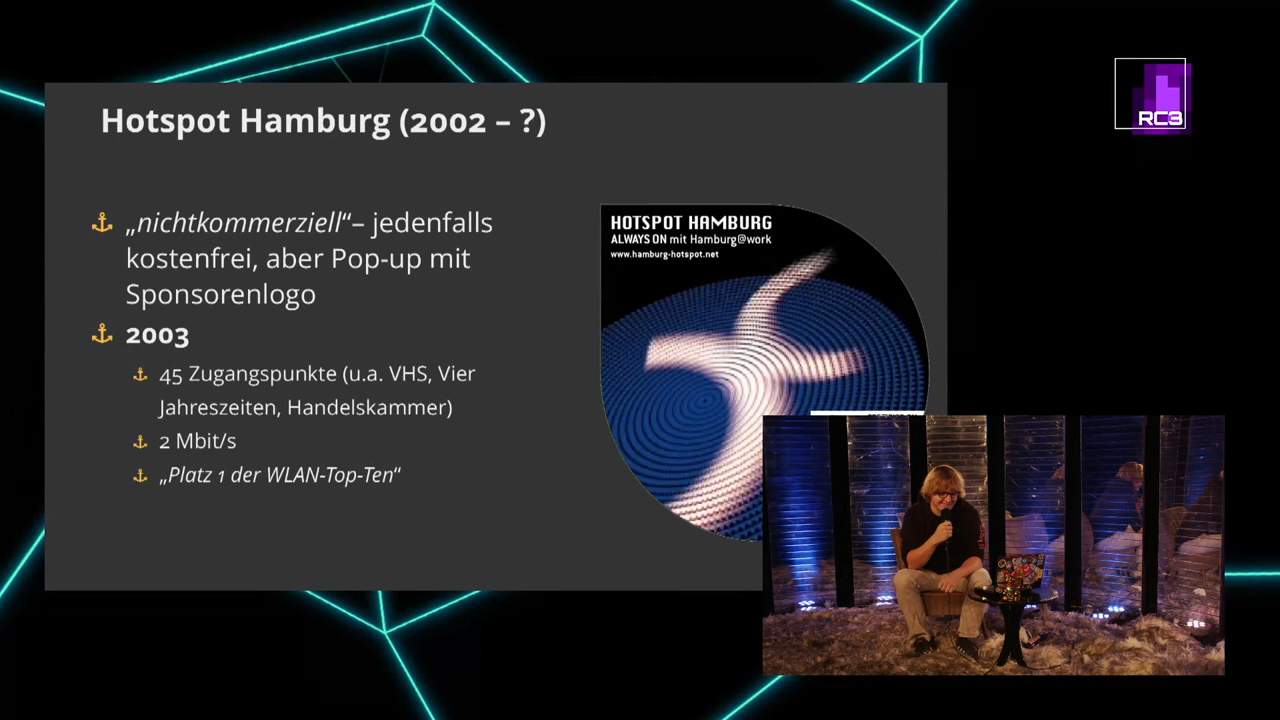 Hotspot Hamburg (2002 – ?)
RC3
„nichtkommerziell“– jedenfalls
kostenfrei, aber Pop-up mit
Sponsorenlogo
2003
45 Zugangspunkte (u.a. VHS, Vier
Jahreszeiten, Handelskammer)
2 Mbit/s
„Platz 1 der WLAN-Top-Ten“
HOTSPOT HAMBURG
ALWAYS ON mit Hamburg@work
www.hamburg-hotspot.net